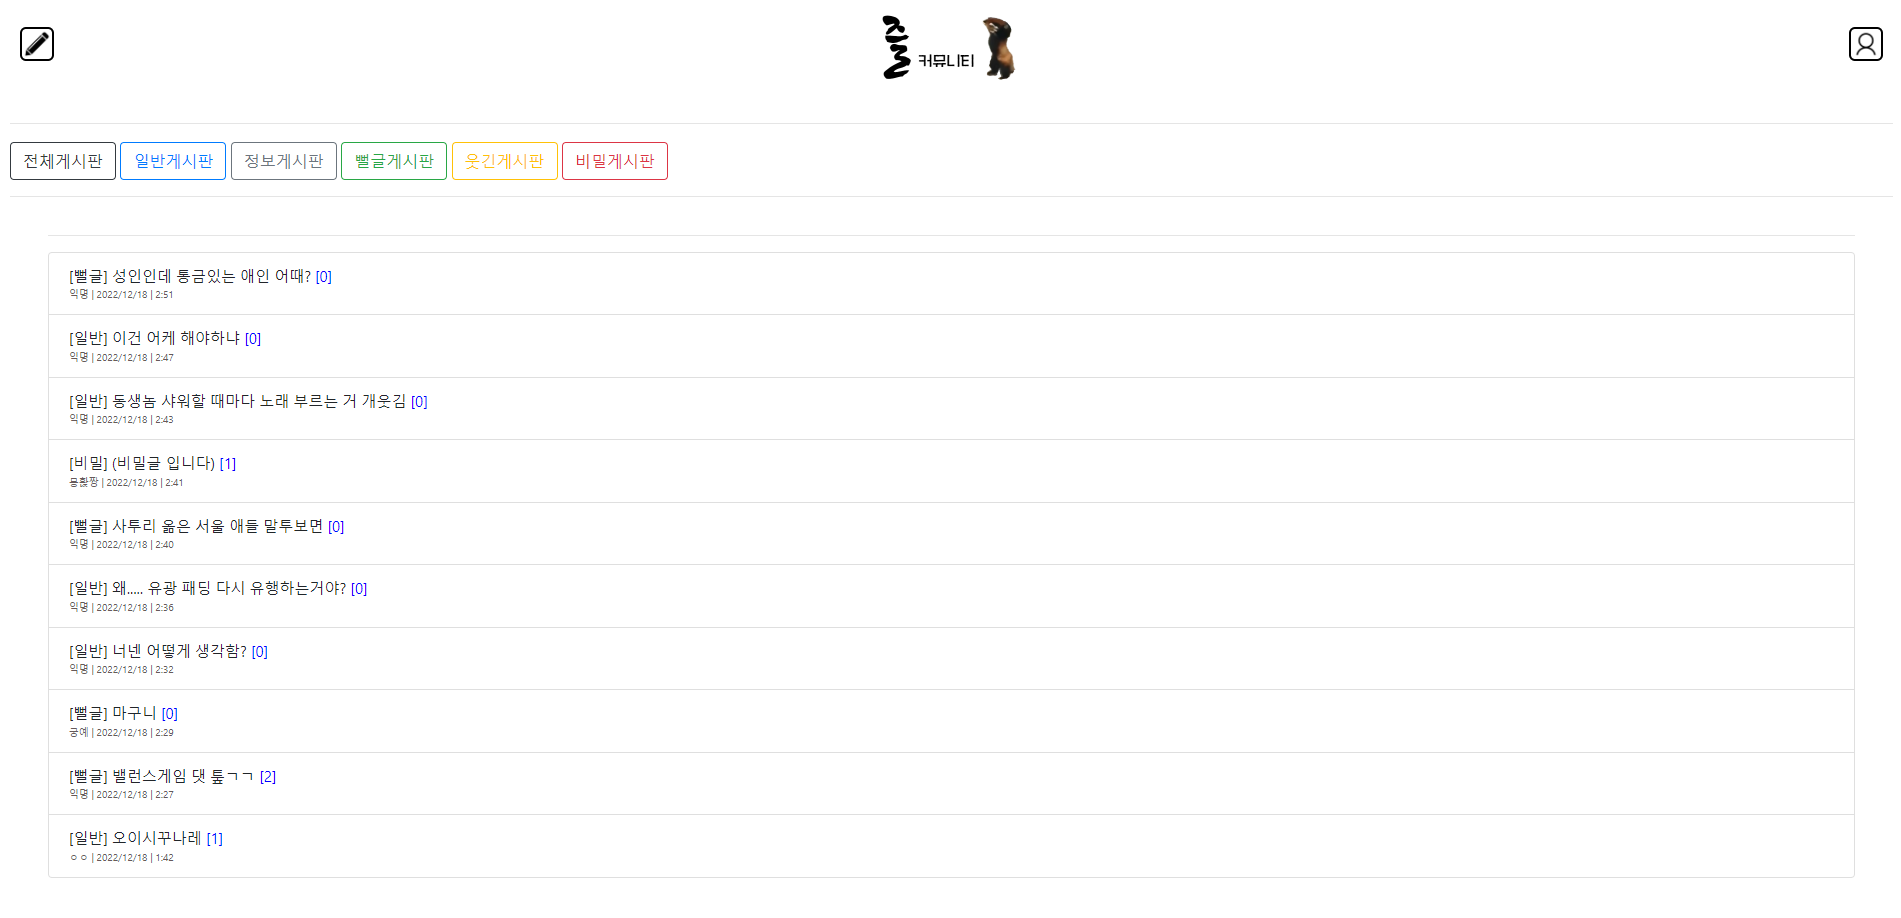 즐 커뮤니티
전체게시판 일반게시판 정보게시판 뻘글게시판 웃긴게시판 비밀게시판
[뻘글] 성인인데 통금있는 애인 어때? [0]
익명 | 2022/12/18 | 2:51
[일반] 이건 어케 해야하냐 [0]
익명 | 2022/12/18 | 2:47
[일반] 동생놈 샤워할 때마다 노래 부르는 거 개웃김 [0]
익명 | 2022/12/18 | 2:43
[비밀] (비밀글 입니다) [1]
| 2022/12/18 | 2:41
[뻘글] 사투리 옮은 서울 애들 말투보면 [0]
익명 | 2022/12/18 | 2:40
[일반] 왜..... 유광 패딩 다시 유행하는거야? [0]
익명 | 2022/12/18 | 2:36
[일반] 너넨 어떻게 생각함? [0]
익명 | 2022/12/18 | 2:32
[뻘글] 마구니 [0]
궁예 | 2022/12/18 | 2:29
[뻘글] 밸런스게임 댓 튶ㄱㄱ [2]
익명 | 2022/12/18 | 2:27
[일반] 오이시꾸나레 [1]
ㅇㅇ | 2022/12/18 | 1:42